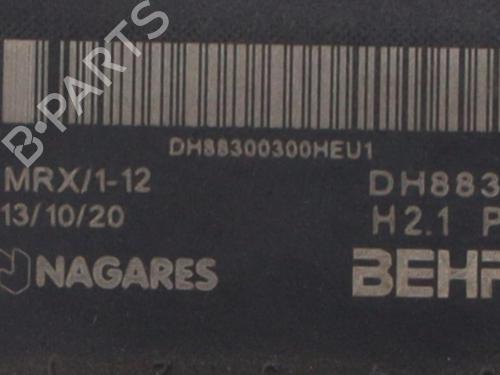 DH88300300HEU1
MRX/1-12
DH883
13/10/20
H2.1 P
NAGARES
BEHR
B-PARTS